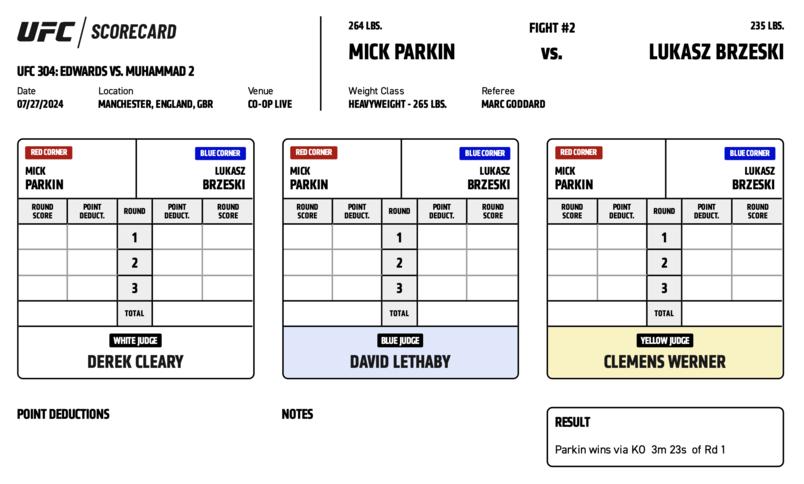 UFC / SCORECARD
UFC 304: EDWARDS VS. MUHAMMAD 2
Date Location Venue
07/27/2024 MANCHESTER, ENGLAND, GBR CO-OP LIVE
264 LBS. FIGHT #2 235 LBS.
MICK PARKIN vs. LUKASZ BRZESKI
Weight Class Referee
HEAVYWEIGHT - 265 LBS. MARC GODDARD
RED CORNER BLUE CORNER
MICK LUKASZ
PARKIN BRZESKI
ROUND POINT ROUND POINT ROUND
SCORE DEDUCT. DEDUCT. SCORE
1
2
3
TOTAL
WHITE JUDGE
DEREK CLEARY
RED CORNER BLUE CORNER
MICK LUKASZ
PARKIN BRZESKI
ROUND POINT ROUND POINT ROUND
SCORE DEDUCT. DEDUCT. SCORE
1
2
3
TOTAL
BLUE JUDGE
DAVID LETHABY
RED CORNER BLUE CORNER
MICK LUKASZ
PARKIN BRZESKI
ROUND POINT ROUND POINT ROUND
SCORE DEDUCT. DEDUCT. SCORE
1
2
3
TOTAL
YELLOW JUDGE
CLEMENS WERNER
POINT DEDUCTIONS
NOTES
RESULT
Parkin wins via KO 3m 23s of Rd 1